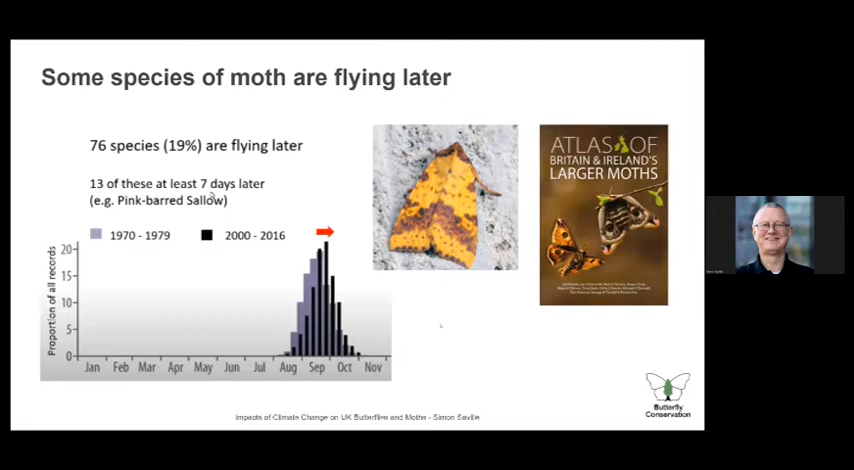 Some species of moth are flying later
76 species (19%) are flying later
13 of these at least 7 days later
(e.g. Pink-barred Sallow)
1970 - 1979
2000 - 2016
Proportion of all records
20
15
10
5
0
Jan Feb Mar Apr May Jun Jul Aug Sep Oct Nov
ATLAS OF
BRITAIN & IRELAND'S
LARGER MOTHS
Butterfly
Conservation
Impacts of Climate Change on UK Butterflies and Moths - Simon Saville